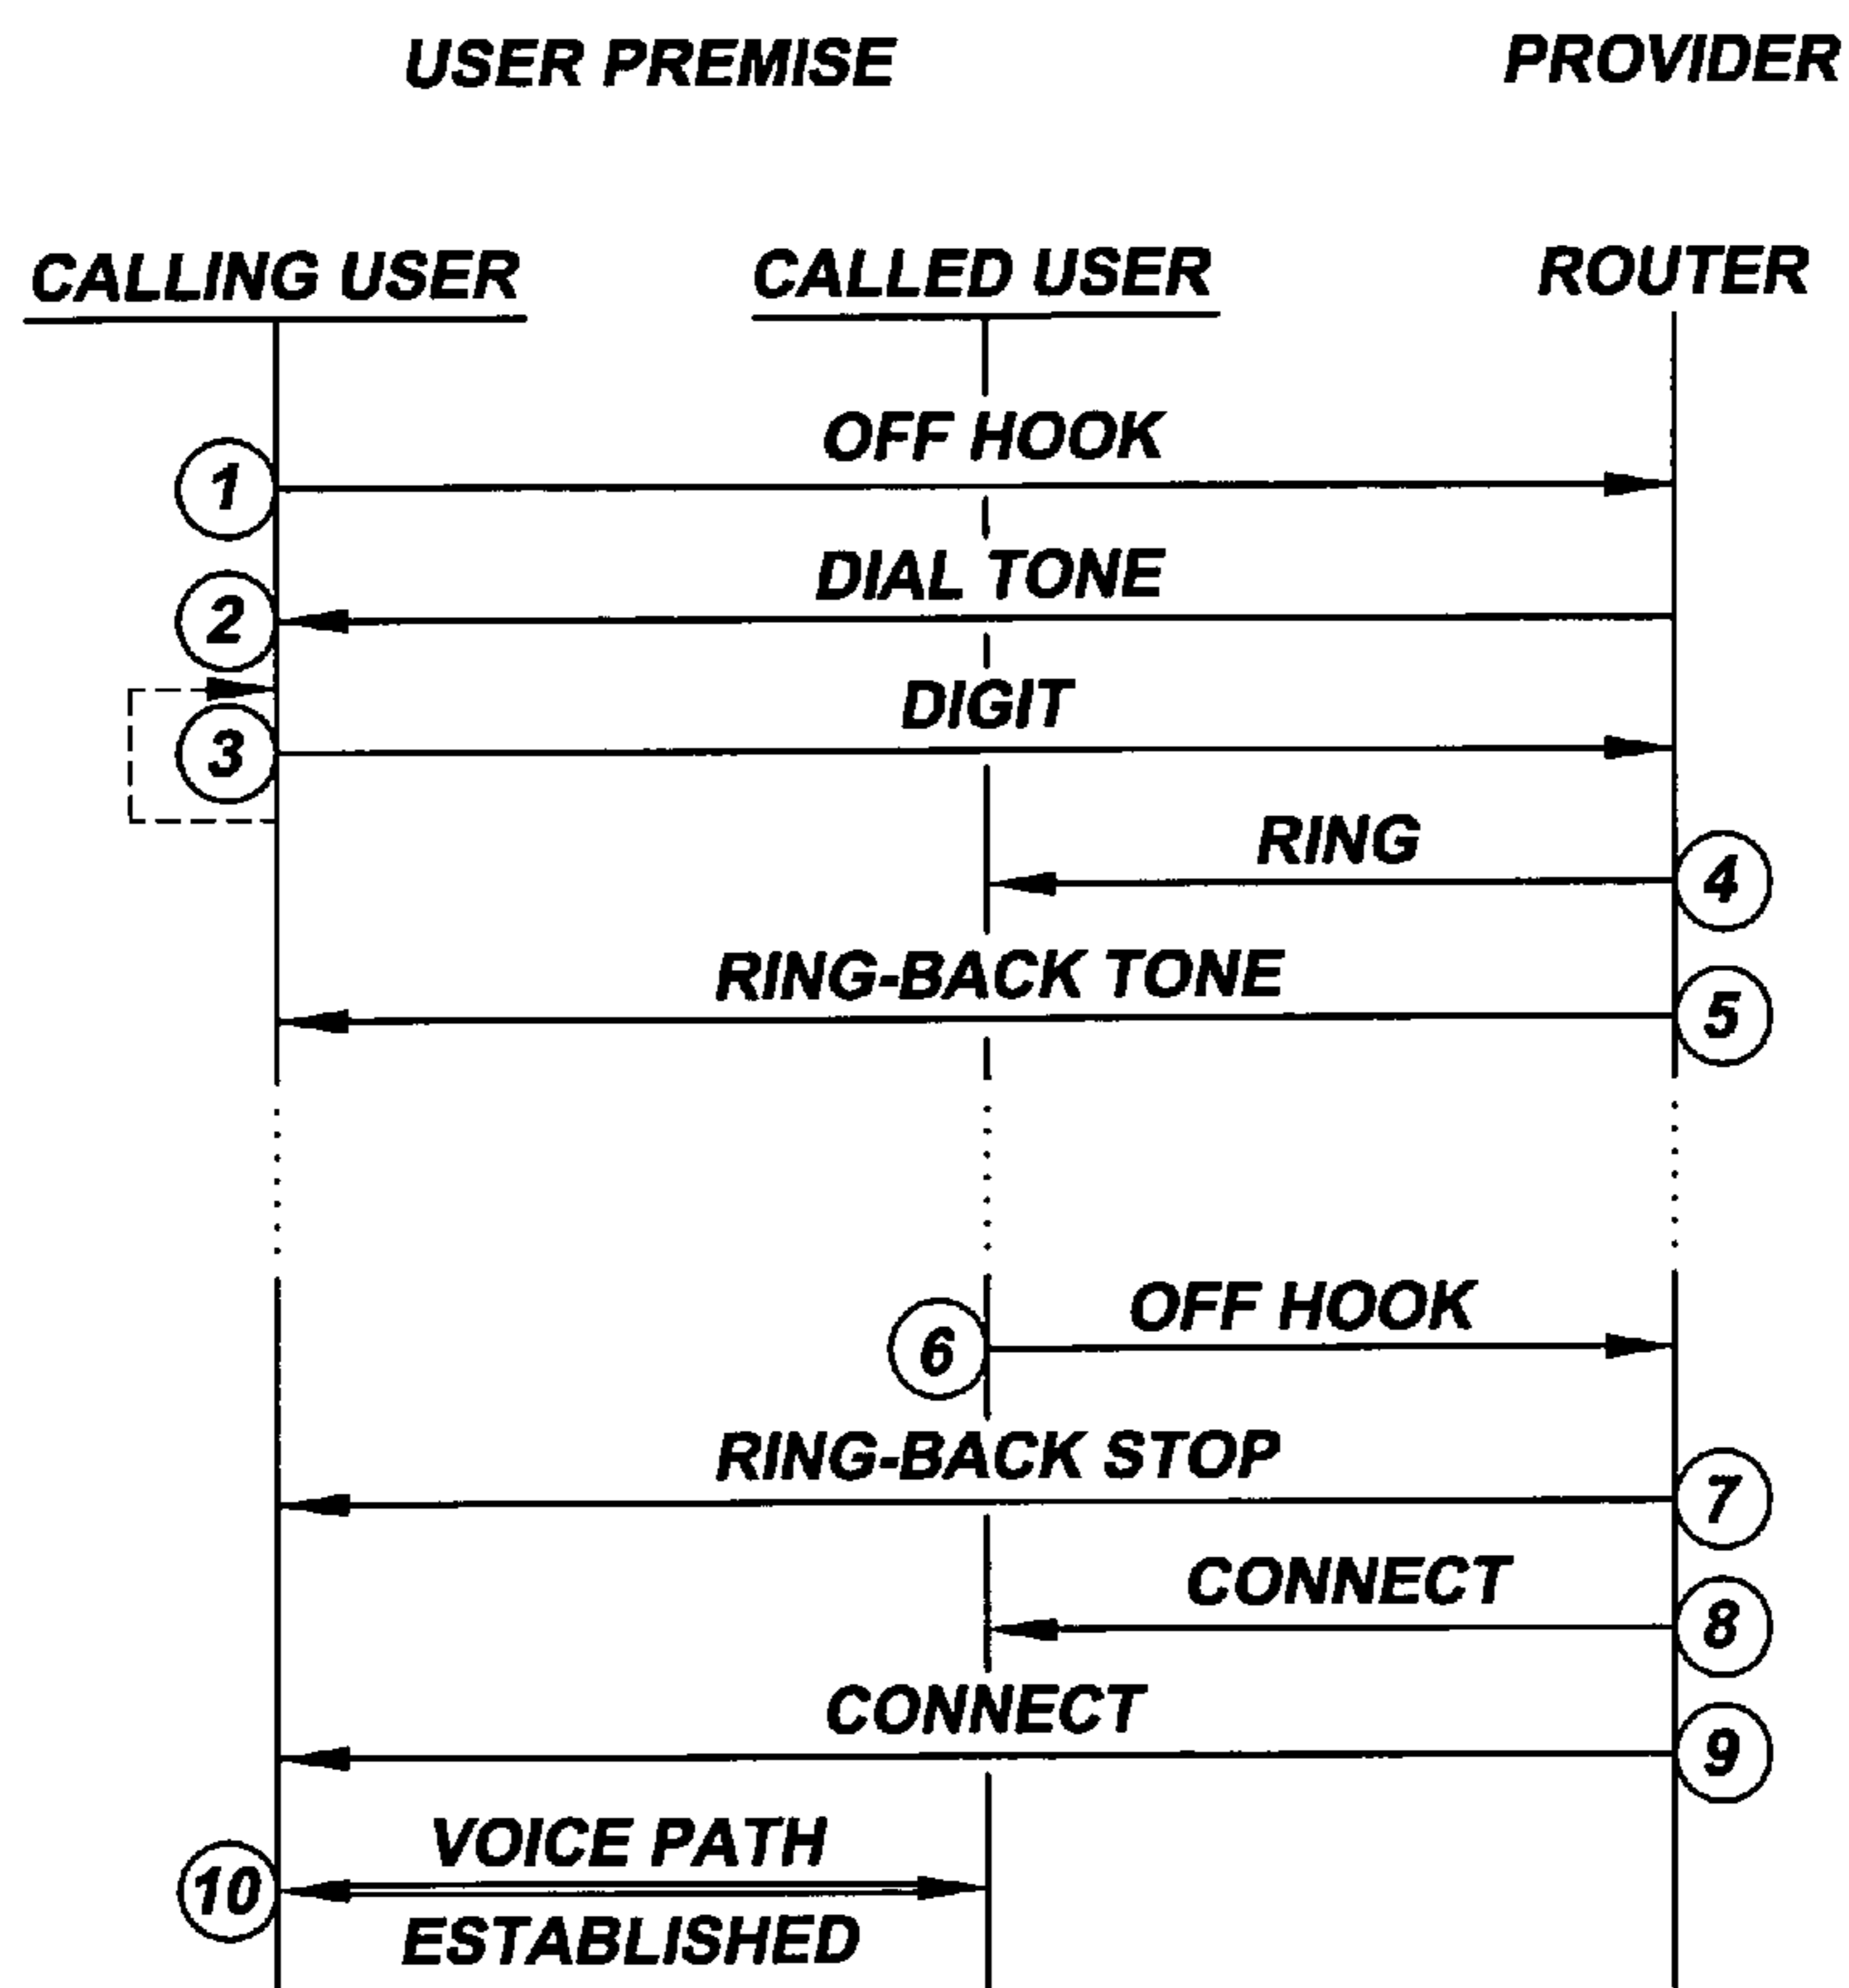 USER PREMISE PROVIDER
CALLING USER CALLED USER ROUTER
OFF HOOK
1
DIAL TONE
2
DIGIT
3
RING
4
RING-BACK TONE
5
OFF HOOK
6
RING-BACK STOP
7
CONNECT
8
CONNECT
9
VOICE PATH
10
ESTABLISHED